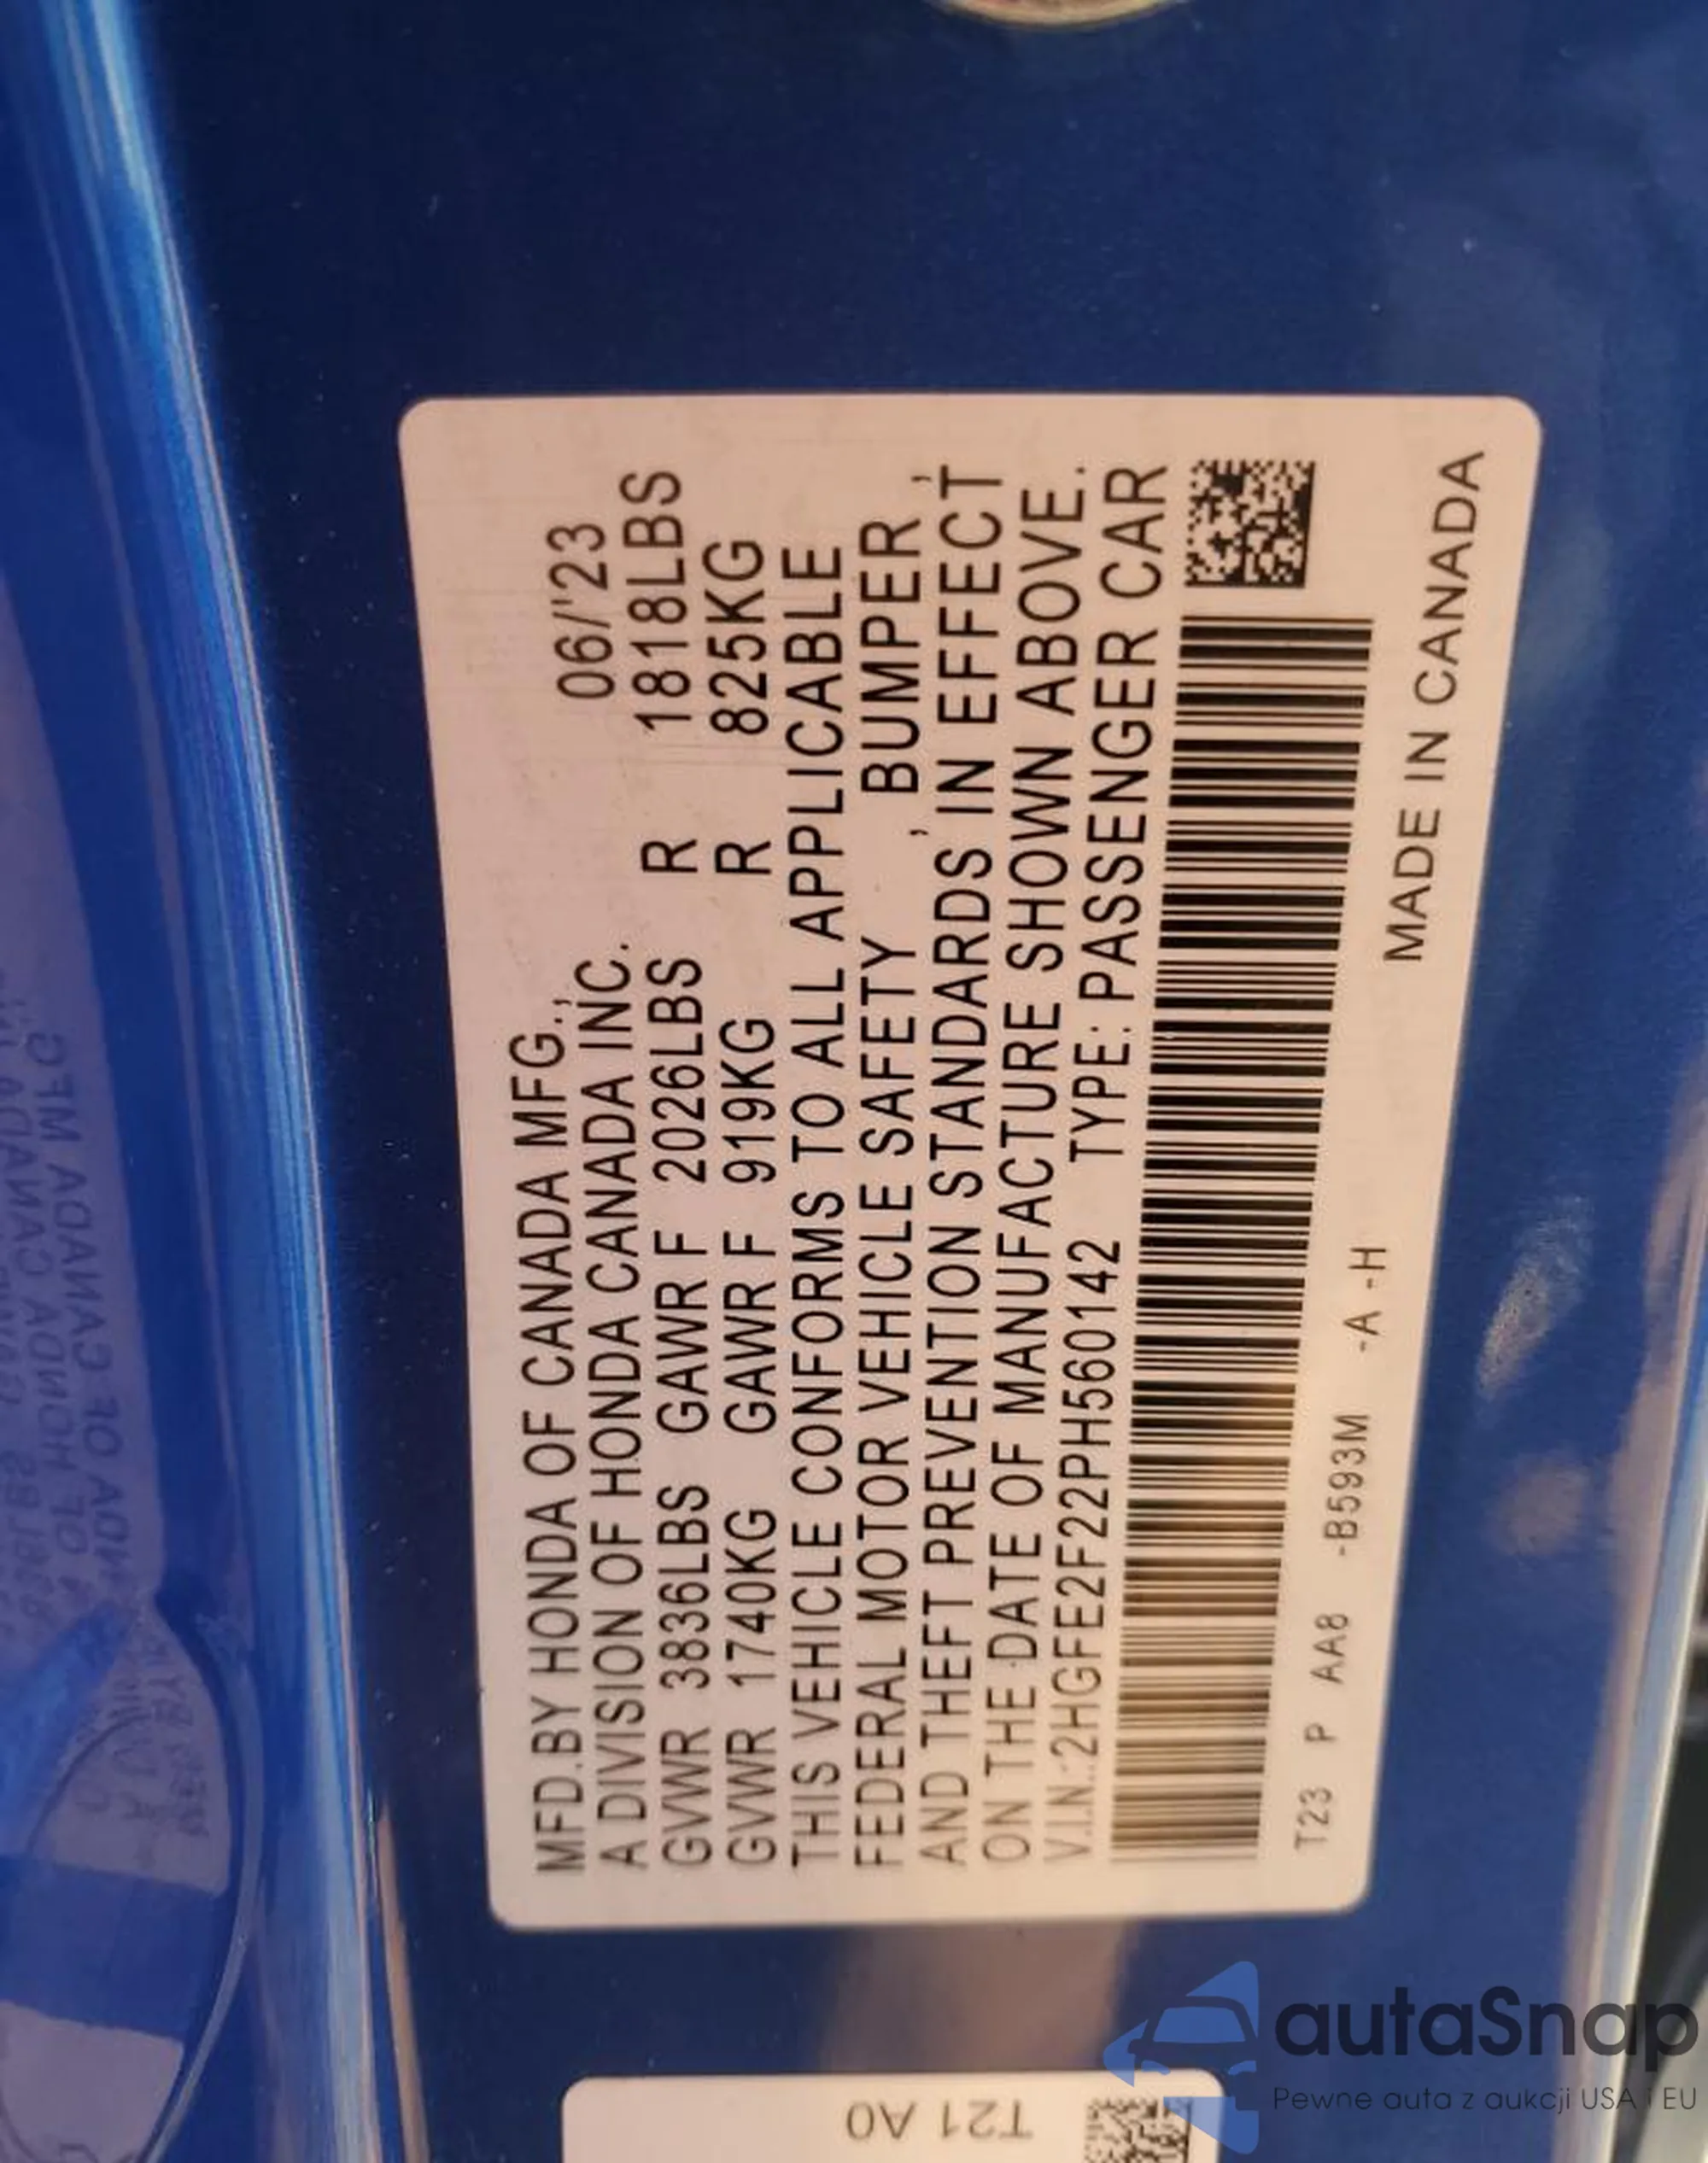 MFD.BY HONDA OF CANADA MFG.,
A DIVISION OF HONDA CANADA INC. 06/'23
GVWR 3836LBS GAWR F 2026LBS R 1818LBS
GVWR 1740KG GAWR F 919KG R 825KG
THIS VEHICLE CONFORMS TO ALL APPLICABLE
FEDERAL MOTOR VEHICLE SAFETY, BUMPER,
AND THEFT PREVENTION STANDARDS IN EFFECT
ON THE DATE OF MANUFACTURE SHOWN ABOVE.
V.I.N.:2HGFE2F22PH560142 TYPE: PASSENGER CAR
T23 P AA8 -B593M -A -H
MADE IN CANADA
T21 A0
autaSnap
Pewne auta z aukcji USA i EU